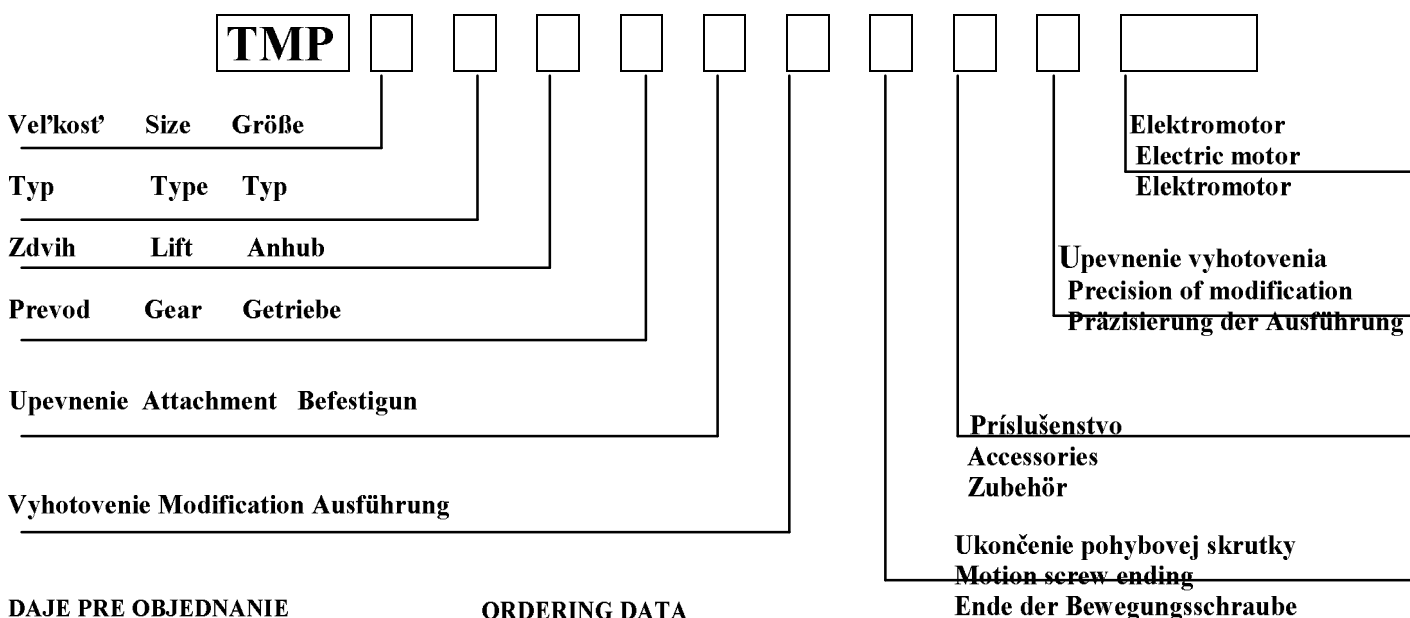 TMP
Veľkosť Size Größe
Typ Type Typ
Zdvih Lift Anhub
Prevod Gear Getriebe
Upevnenie Attachment Befestigun
Vyhotovenie Modification Ausführung
Elektromotor
Electric motor
Elektromotor
Upevnenie vyhotovenia
Precision of modification
Präzisierung der Ausführung
Príslušenstvo
Accessories
Zubehör
Ukončenie pohybovej skrutky
Motion screw ending
Ende der Bewegungsschraube
DAJE PRE OBJEDNANIE ORDERING DATA